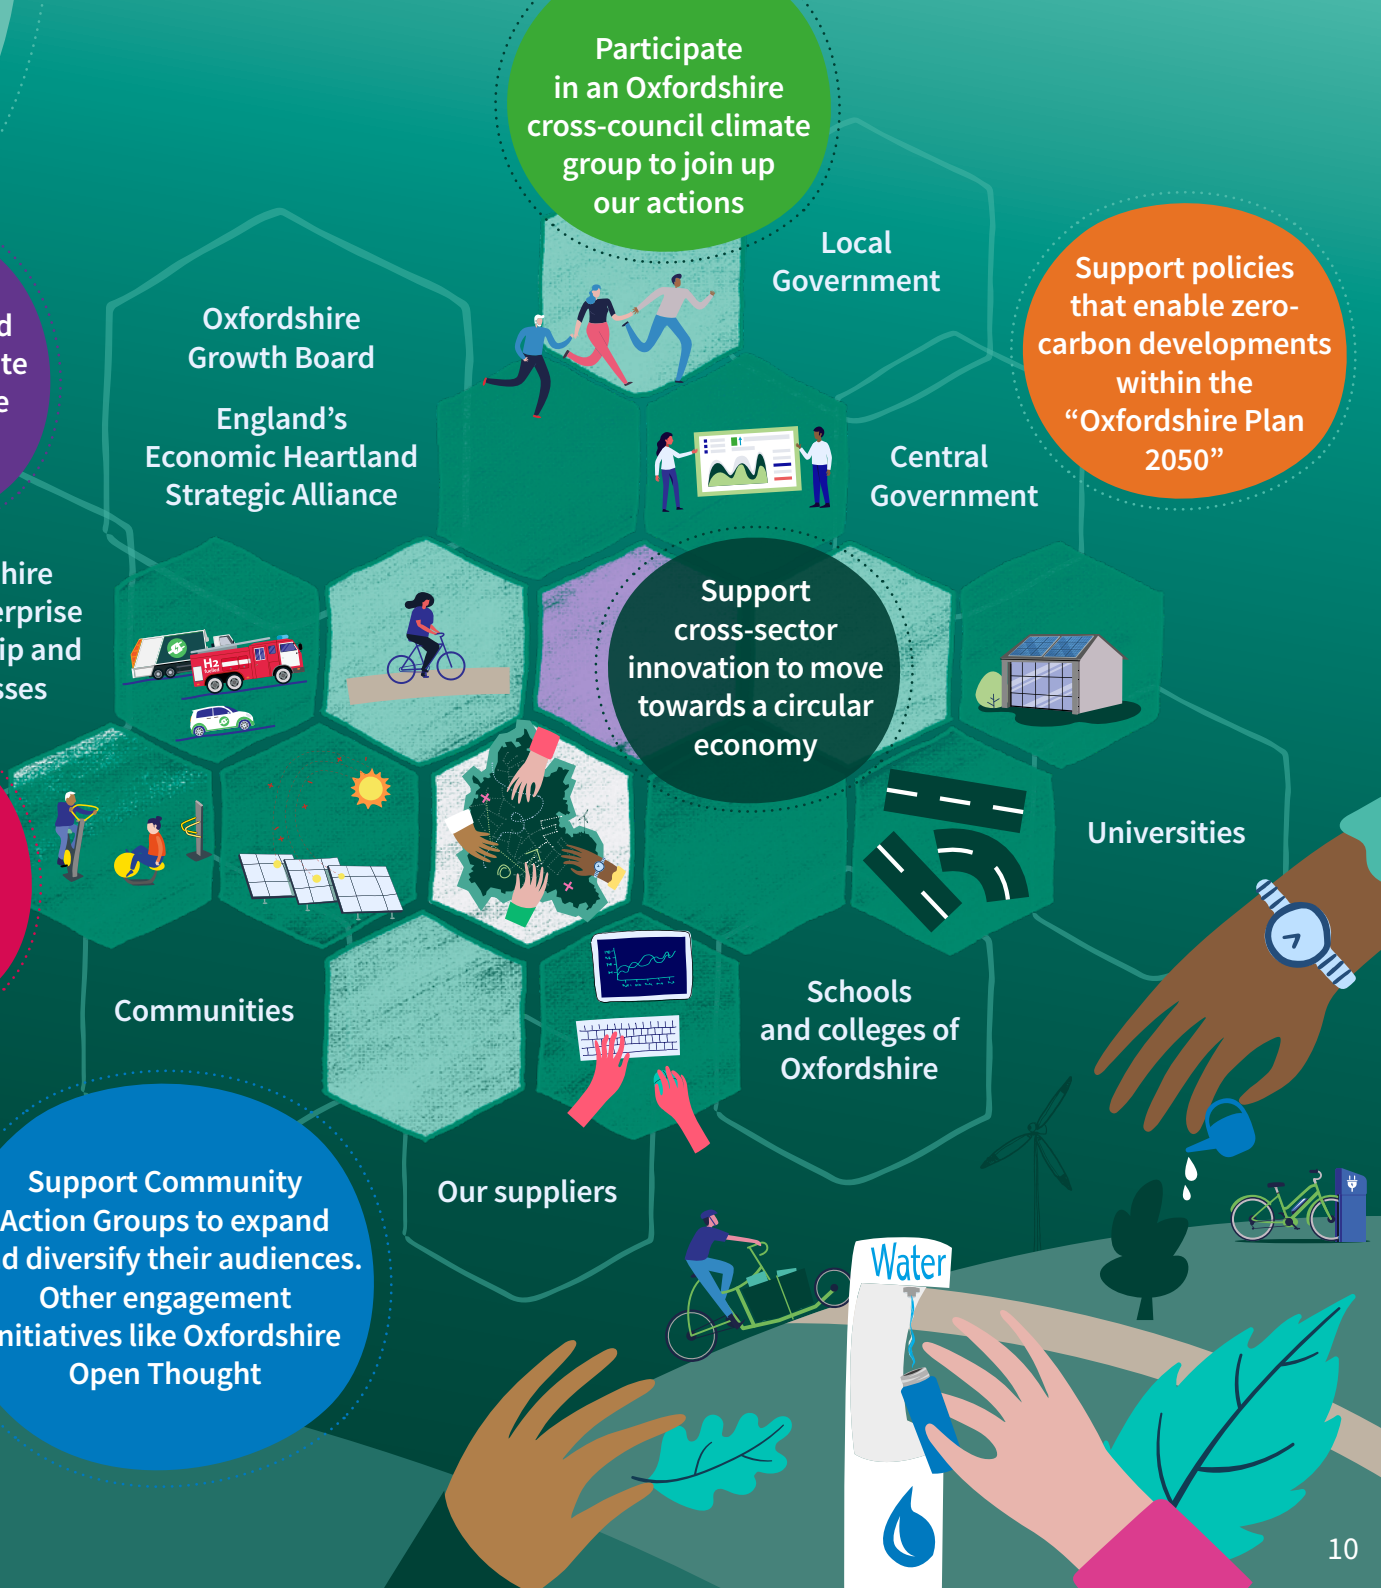 Participate
in an Oxfordshire
cross-council climate
group to join up
our actions
Local
Government
Support policies
that enable zero-
carbon developments
within the
“Oxfordshire Plan
2050”
Oxfordshire
Growth Board
England’s
Economic Heartland
Strategic Alliance
Central
Government
Support
cross-sector
innovation to move
towards a circular
economy
ip and
H2
Universities
Communities
Schools
and colleges of
Oxfordshire
Our suppliers
Support Community
Action Groups to expand
d diversify their audiences.
Other engagement
nitiatives like Oxfordshire
Open Thought
Water
10